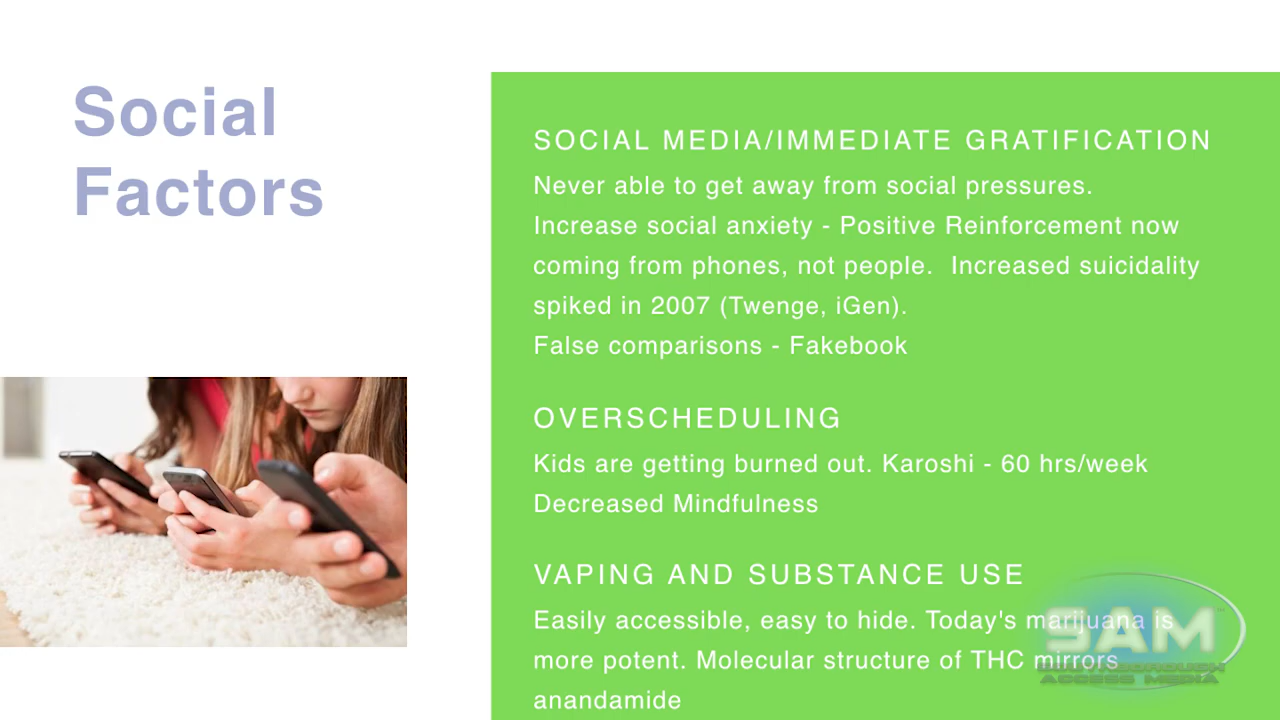 Social
Factors
SOCIAL MEDIA/IMMEDIATE GRATIFICATION
Never able to get away from social pressures.
Increase social anxiety - Positive Reinforcement now
coming from phones, not people.  Increased suicidality
spiked in 2007 (Twenge, iGen).
False comparisons - Fakebook
OVERSCHEDULING
Kids are getting burned out. Karoshi - 60 hrs/week
Decreased Mindfulness
VAPING AND SUBSTANCE USE
Easily accessible, easy to hide. Today's marijuana is
more potent. Molecular structure of THC mirrors
anandamide
SAM
SOUTHBOROUGH
ACCESS MEDIA